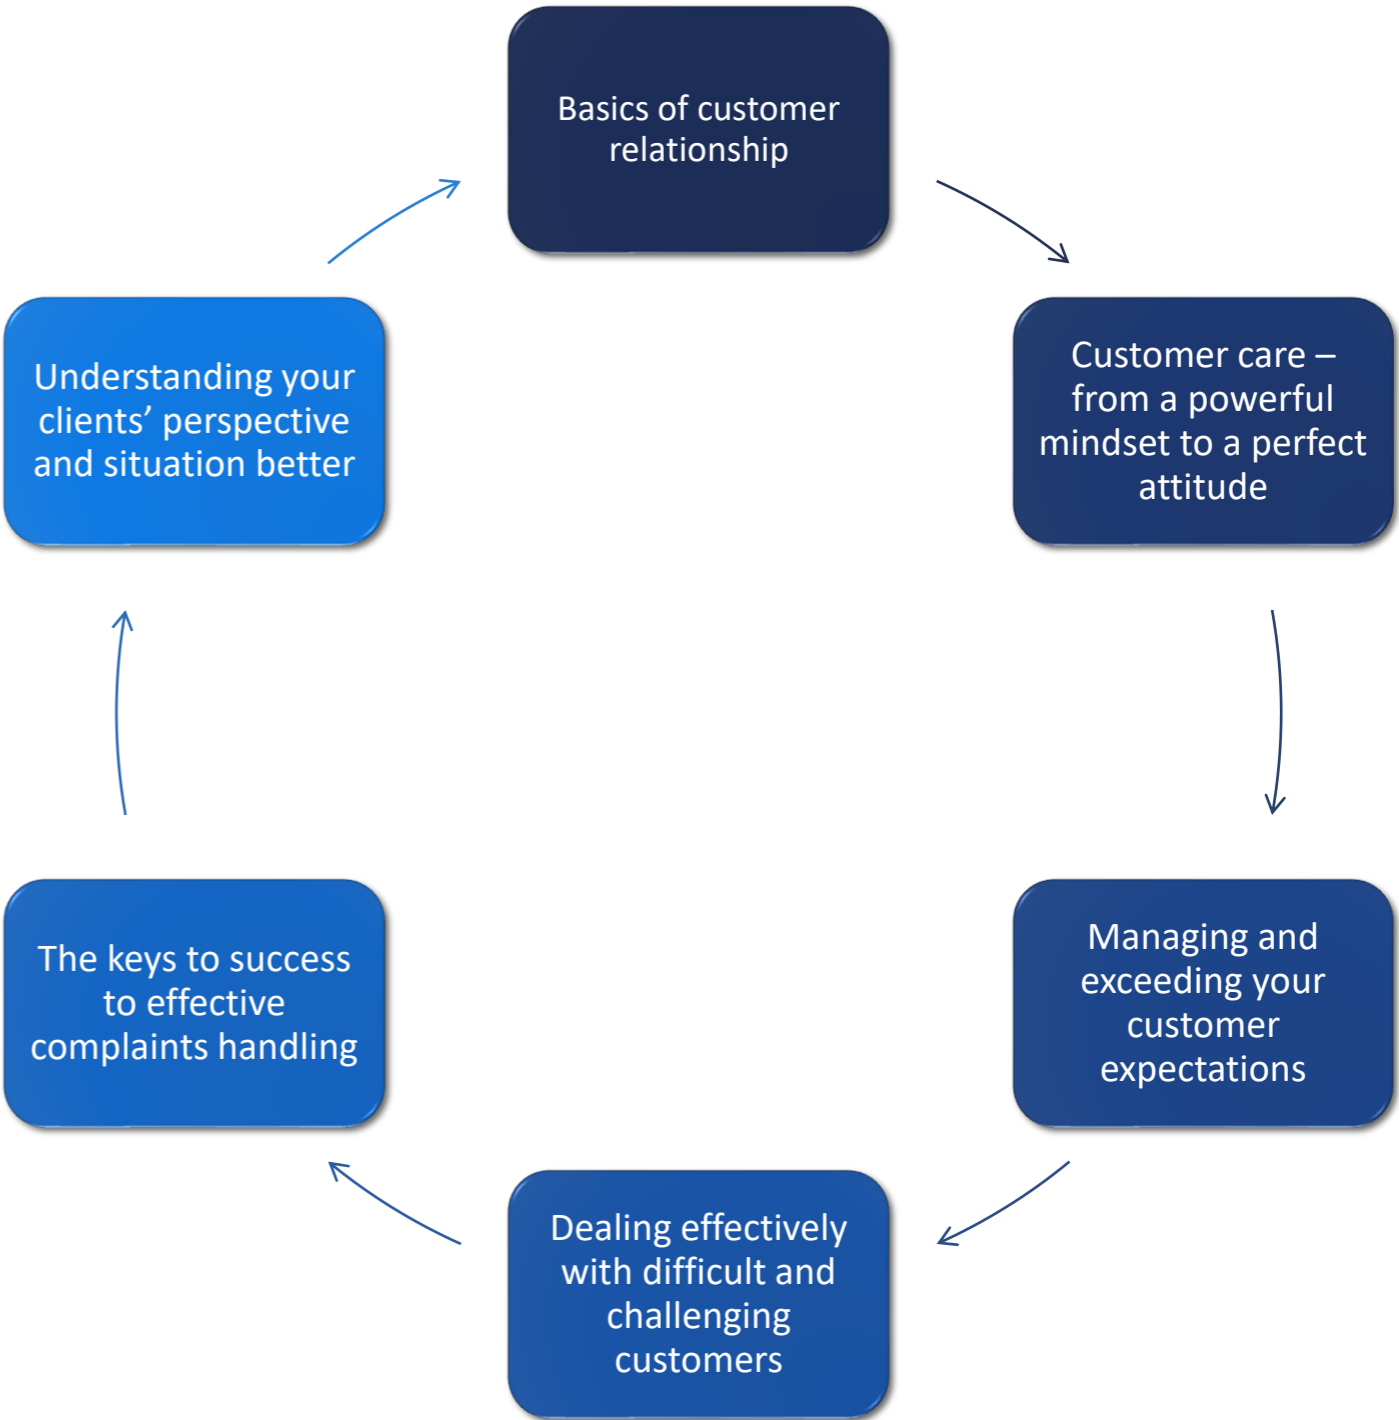 Basics of customer
relationship
Customer care –
from a powerful
mindset to a perfect
attitude
Managing and
exceeding your
customer
expectations
Dealing effectively
with difficult and
challenging
customers
The keys to success
to effective
complaints handling
Understanding your
clients’ perspective
and situation better